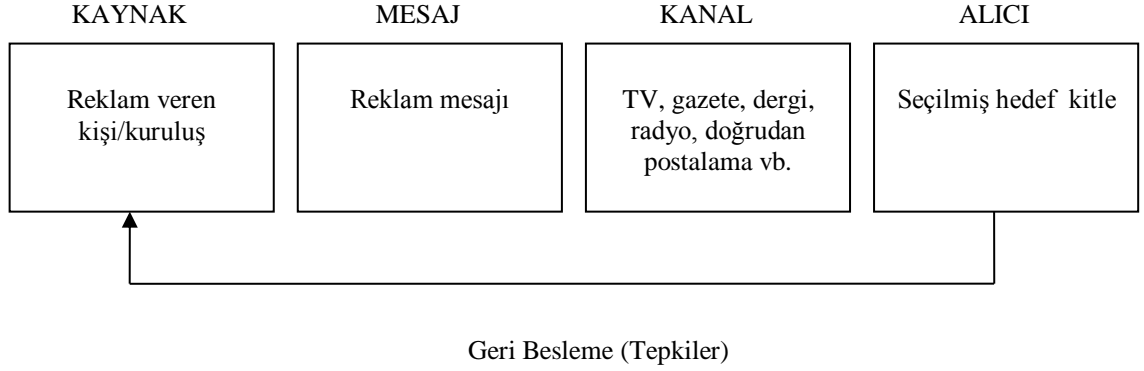 KAYNAK MESAJ KANAL ALICI
Reklam veren
kişi/kuruluş
Reklam mesajı
TV, gazete, dergi,
radyo, doğrudan
postalama vb.
Seçilmiş hedef kitle
Geri Besleme (Tepkiler)